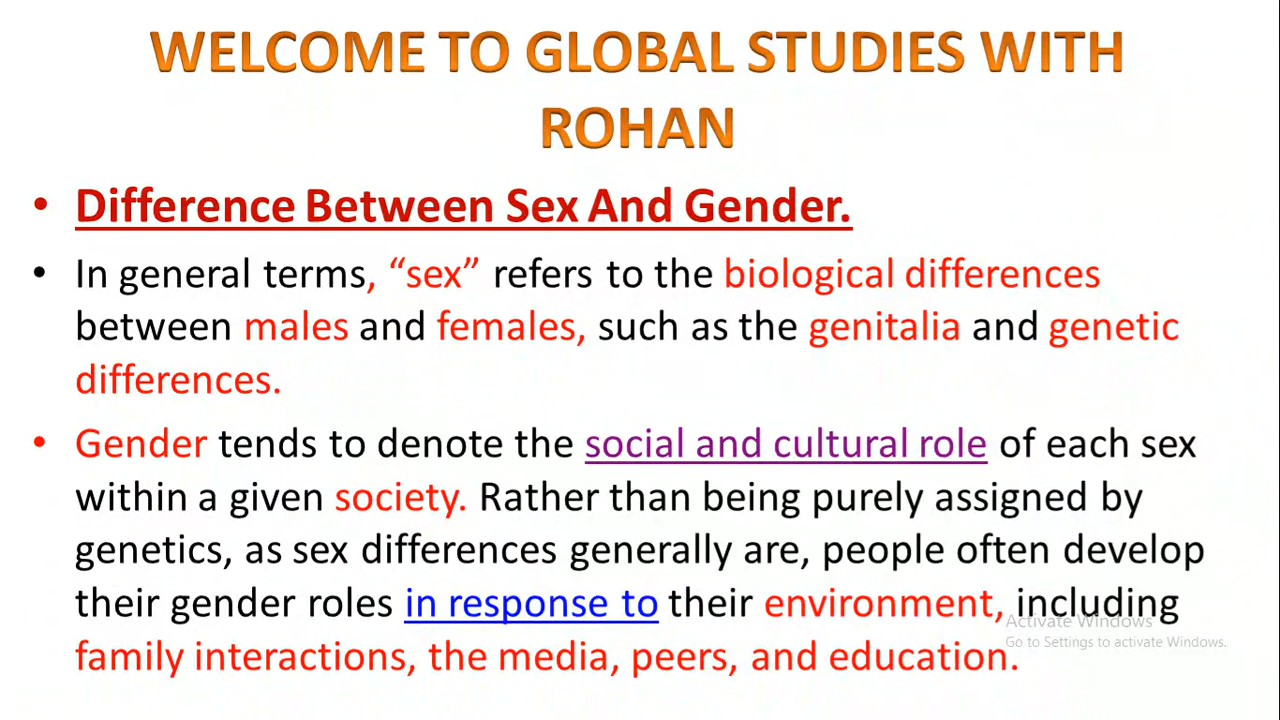 WELCOME TO GLOBAL STUDIES WITH
ROHAN
• Difference Between Sex And Gender.
• In general terms, “sex” refers to the biological differences
between males and females, such as the genitalia and genetic
differences.
• Gender tends to denote the social and cultural role of each sex
within a given society. Rather than being purely assigned by
genetics, as sex differences generally are, people often develop
their gender roles in response to their environment, including
family interactions, the media, peers, and education.
Activate Windows
Go to Settings to activate Windows.